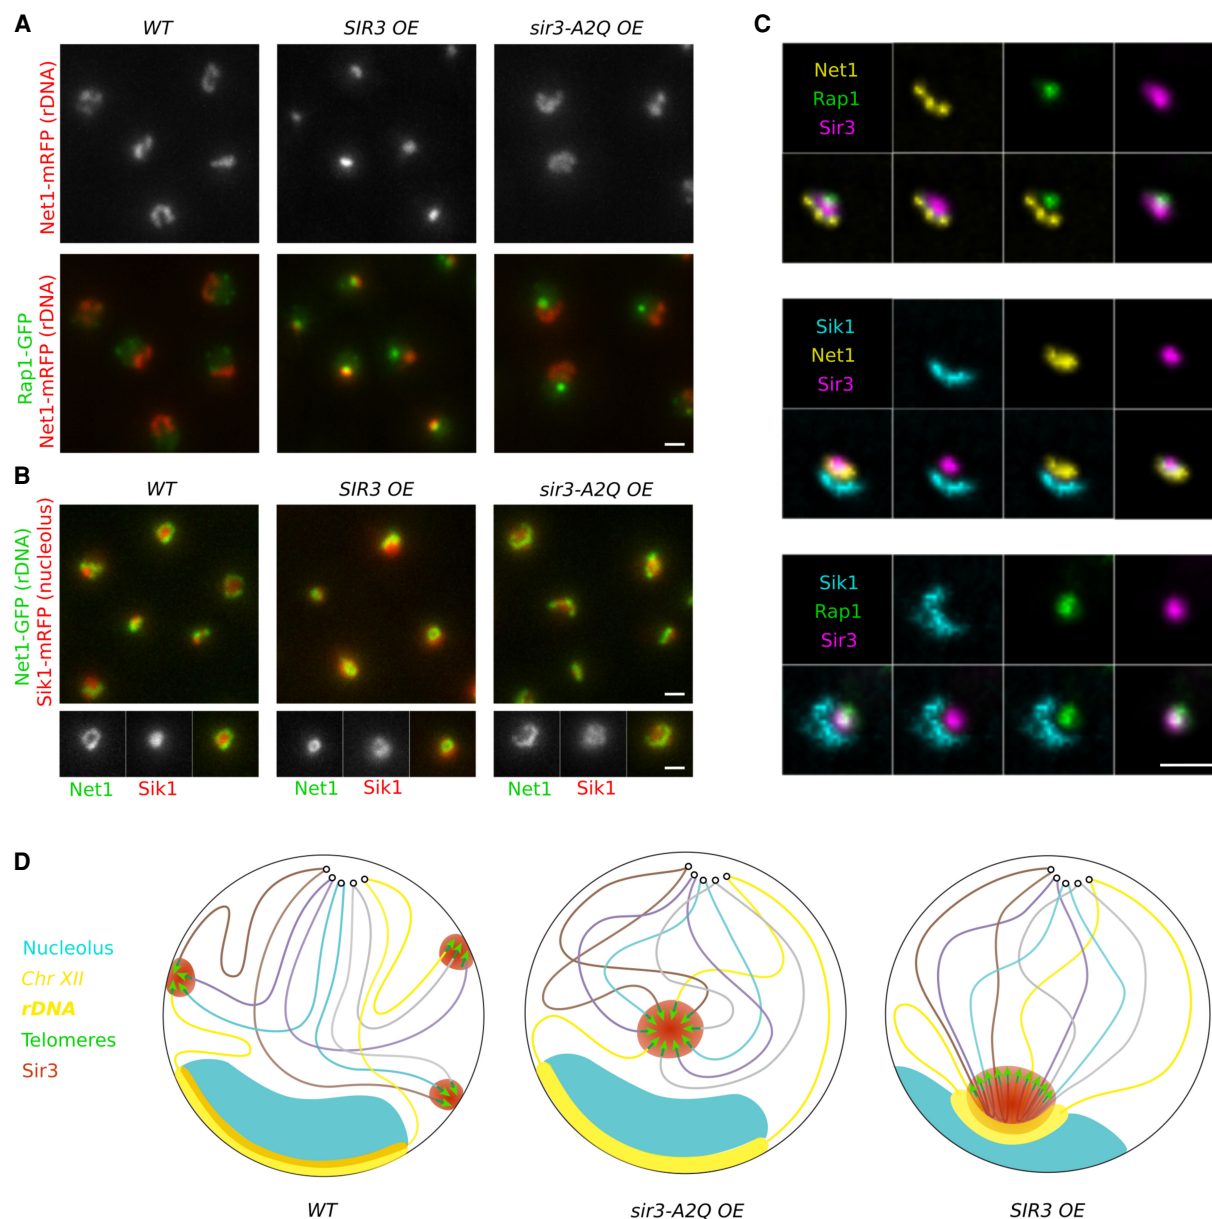 A
WT
SIR3 OE
sir3-A2Q OE
Net1-mRFP (rDNA)
Rap1-GFP
Net1-mRFP (rDNA)
B
WT
SIR3 OE
sir3-A2Q OE
Net1-GFP (rDNA)
Sik1-mRFP (nucleolus)
Net1 Sik1
Net1 Sik1
Net1 Sik1
C
Net1
Rap1
Sir3
Sik1
Net1
Sir3
Sik1
Rap1
Sir3
D
Nucleolus
Chr XII
rDNA
Telomeres
Sir3
WT
sir3-A2Q OE
SIR3 OE